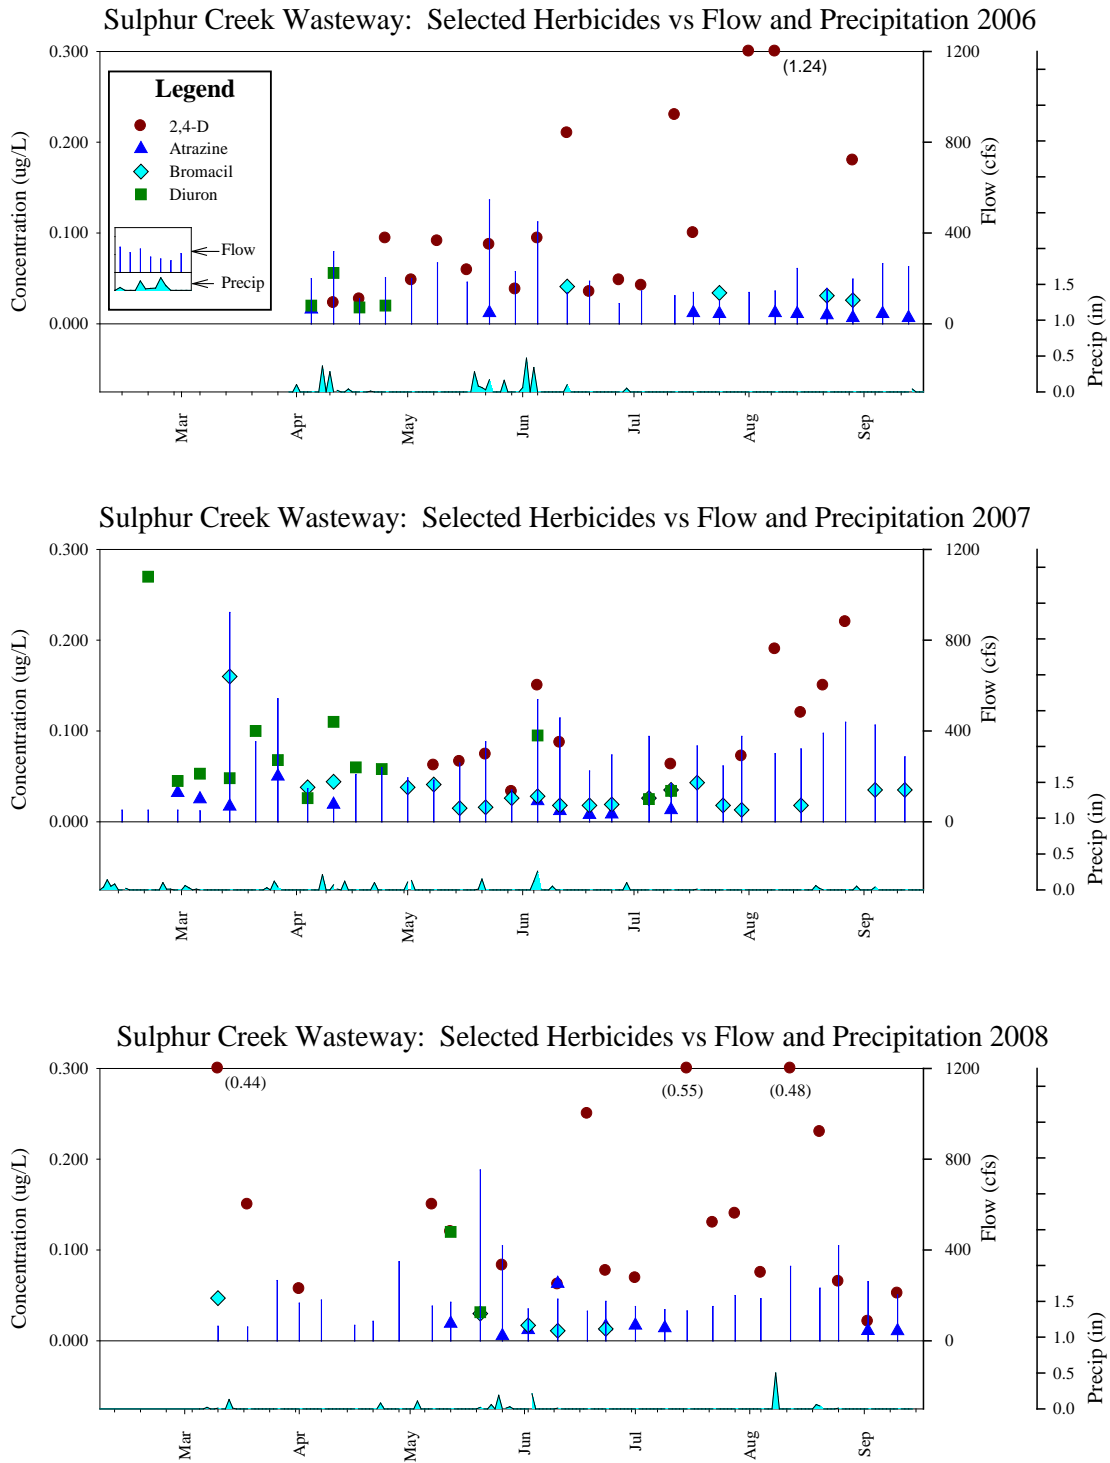 Sulphur Creek Wasteway: Selected Herbicides vs Flow and Precipitation 2006
0.300
0.200
0.100
0.000
Concentration (ug/L)
Legend
2,4-D
Atrazine
Bromacil
Diuron
Flow
Precip
(1.24)
1200
800
400
0
Flow (cfs)
1.5
1.0
0.5
0.0
Precip (in)
Mar
Apr
May
Jun
Jul
Aug
Sep
Sulphur Creek Wasteway: Selected Herbicides vs Flow and Precipitation 2007
0.300
0.200
0.100
0.000
Concentration (ug/L)
1200
800
400
0
Flow (cfs)
1.5
1.0
0.5
0.0
Precip (in)
Mar
Apr
May
Jun
Jul
Aug
Sep
Sulphur Creek Wasteway: Selected Herbicides vs Flow and Precipitation 2008
0.300
0.200
0.100
0.000
Concentration (ug/L)
(0.44)
(0.55)
(0.48)
1200
800
400
0
Flow (cfs)
1.5
1.0
0.5
0.0
Precip (in)
Mar
Apr
May
Jun
Jul
Aug
Sep